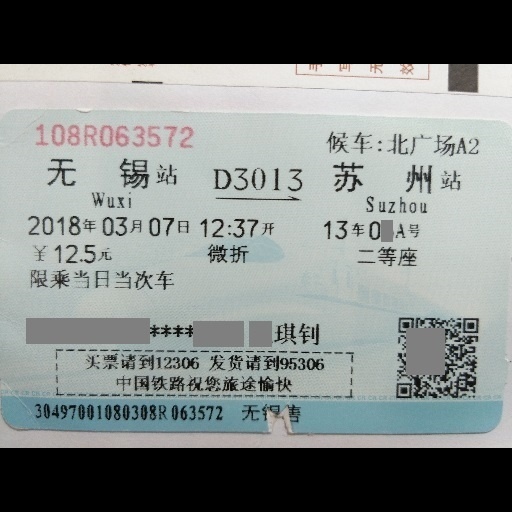 108R063572
候车:北广场A2
无锡站 D3013 苏州站
Wuxi Suzhou
2018年03月07日 12:37开 13车0 A号
¥12.5元 微折 二等座
限乘当日当次车
**** 琪钊
买票请到12306 发货请到95306
中国铁路祝您旅途愉快
30497001080308R063572 无锡售